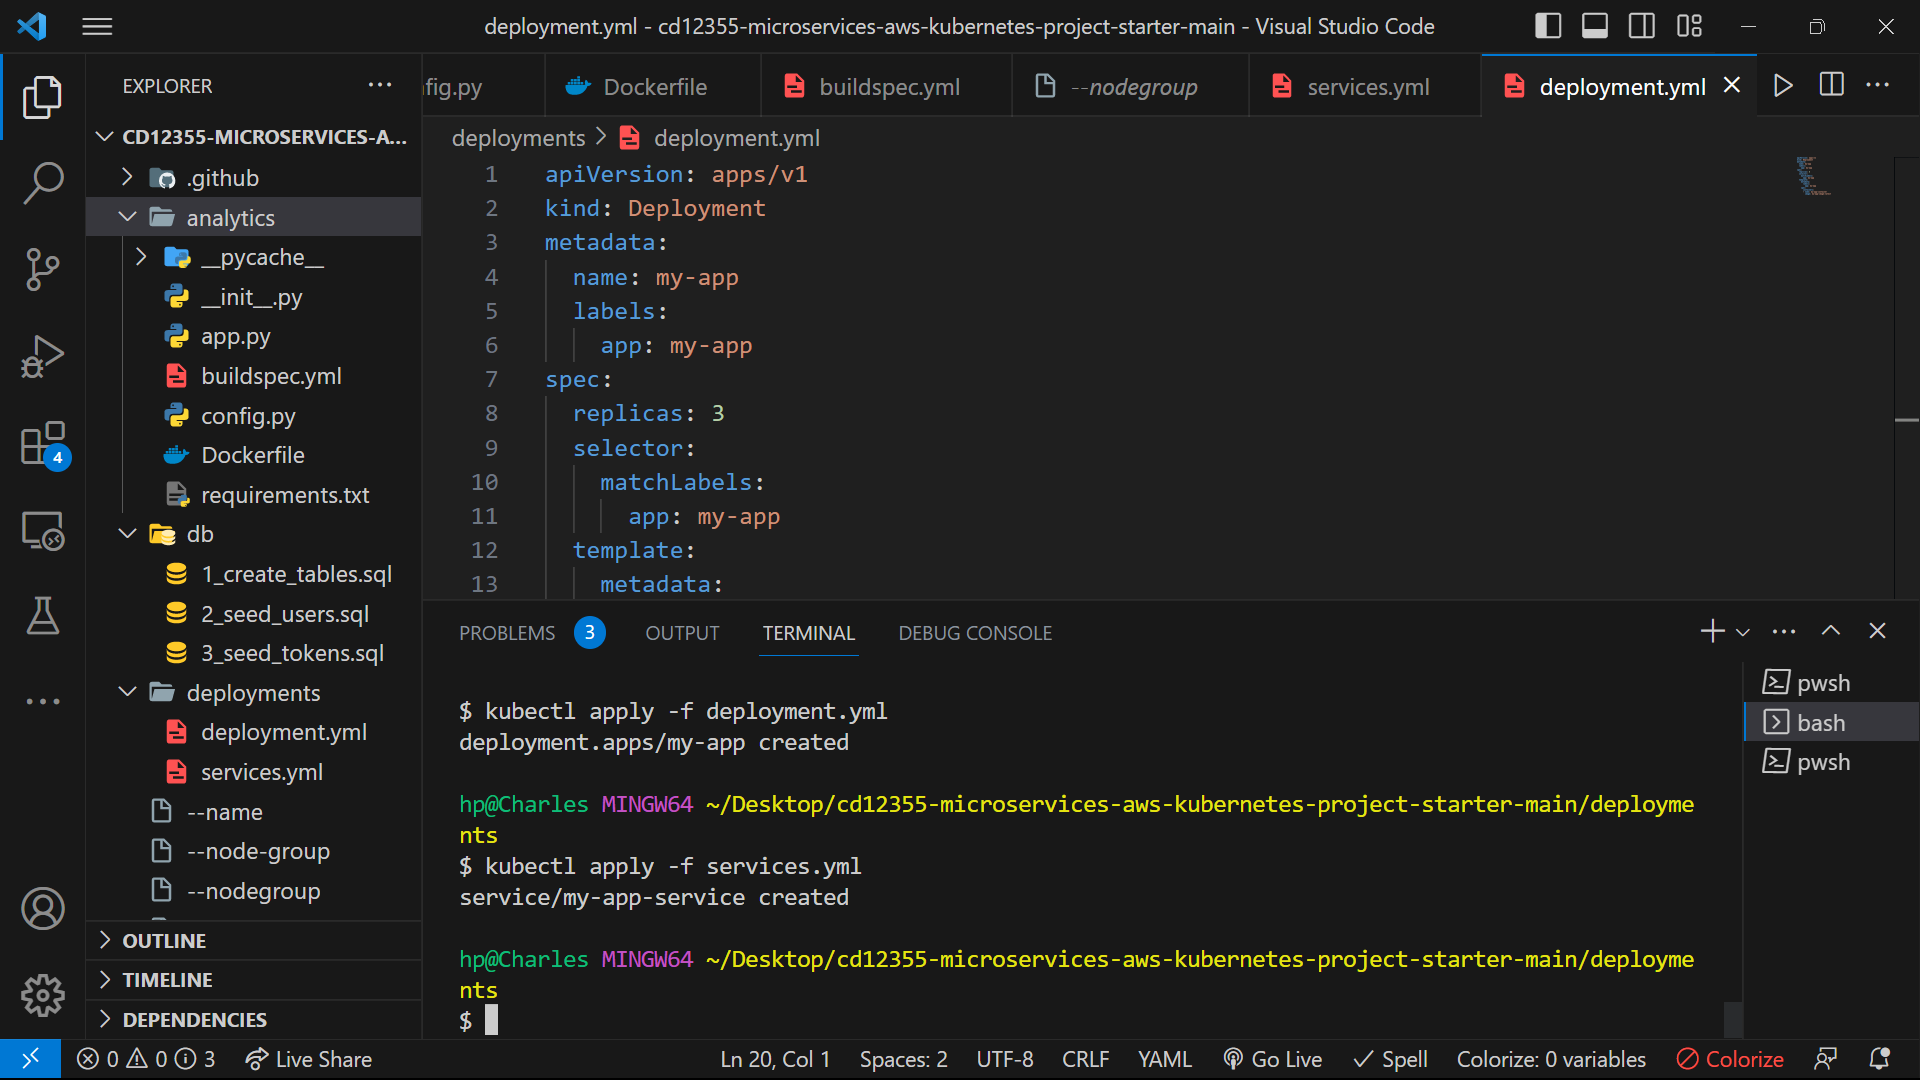 deployment.yml - cd12355-microservices-aws-kubernetes-project-starter-main - Visual Studio Code
EXPLORER
CD12355-MICROSERVICES-A...
.github
analytics
__pycache__
__init__.py
app.py
buildspec.yml
config.py
Dockerfile
requirements.txt
db
1_create_tables.sql
2_seed_users.sql
3_seed_tokens.sql
deployments
deployment.yml
services.yml
--name
--node-group
--nodegroup
OUTLINE
TIMELINE
DEPENDENCIES
4
fig.py
Dockerfile
buildspec.yml
--nodegroup
services.yml
deployment.yml
deployments > deployment.yml
1 apiVersion: apps/v1
2 kind: Deployment
3 metadata:
4 name: my-app
5 labels:
6 app: my-app
7 spec:
8 replicas: 3
9 selector:
10 matchLabels:
11 app: my-app
12 template:
13 metadata:
PROBLEMS 3 OUTPUT TERMINAL DEBUG CONSOLE
$ kubectl apply -f deployment.yml
deployment.apps/my-app created
hp@Charles MINGW64 ~/Desktop/cd12355-microservices-aws-kubernetes-project-starter-main/deployme
nts
$ kubectl apply -f services.yml
service/my-app-service created
hp@Charles MINGW64 ~/Desktop/cd12355-microservices-aws-kubernetes-project-starter-main/deployme
nts
$
pwsh
bash
pwsh
0 0 3 Live Share Ln 20, Col 1 Spaces: 2 UTF-8 CRLF YAML Go Live Spell Colorize: 0 variables Colorize